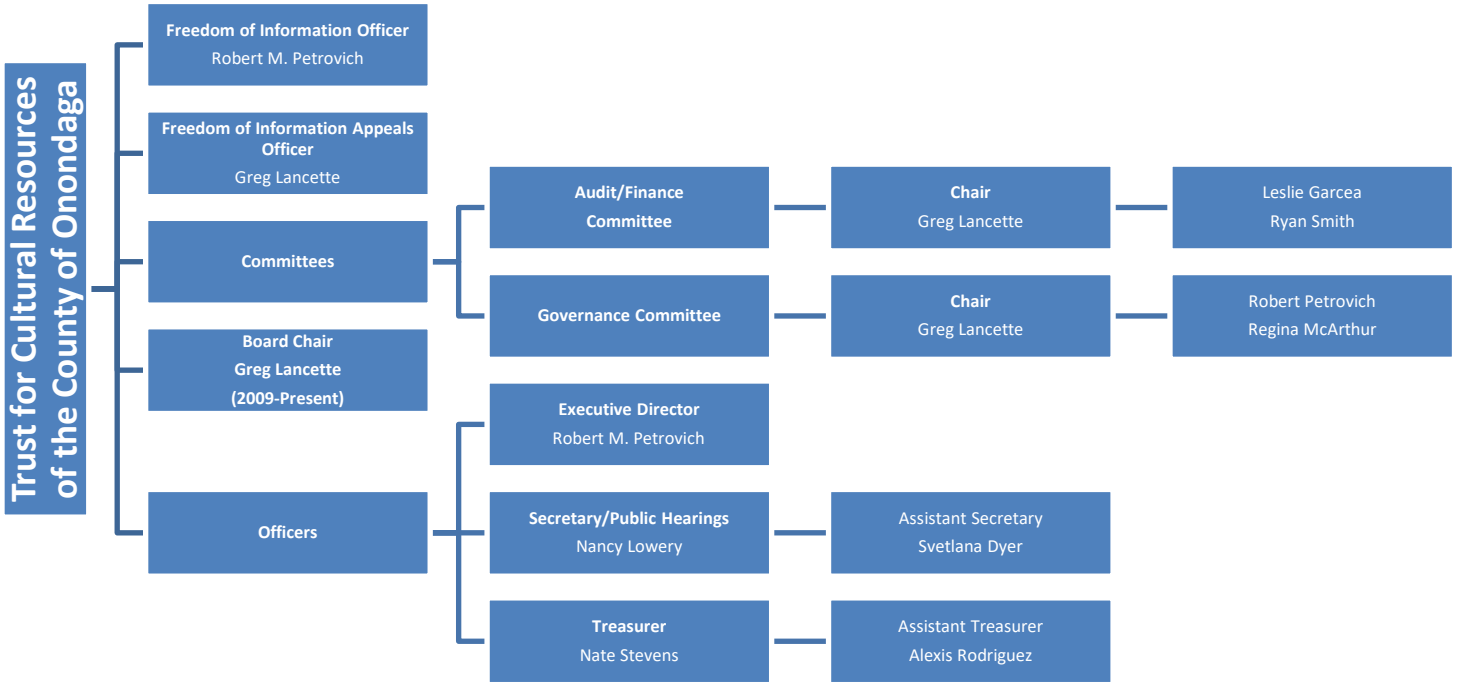 Trust for Cultural Resources
of the County of Onondaga
Freedom of Information Officer
Robert M. Petrovich
Freedom of Information Appeals
Officer
Greg Lancette
Committees
Audit/Finance
Committee
Chair
Greg Lancette
Leslie Garcea
Ryan Smith
Governance Committee
Chair
Greg Lancette
Robert Petrovich
Regina McArthur
Board Chair
Greg Lancette
(2009-Present)
Officers
Executive Director
Robert M. Petrovich
Secretary/Public Hearings
Nancy Lowery
Assistant Secretary
Svetlana Dyer
Treasurer
Nate Stevens
Assistant Treasurer
Alexis Rodriguez